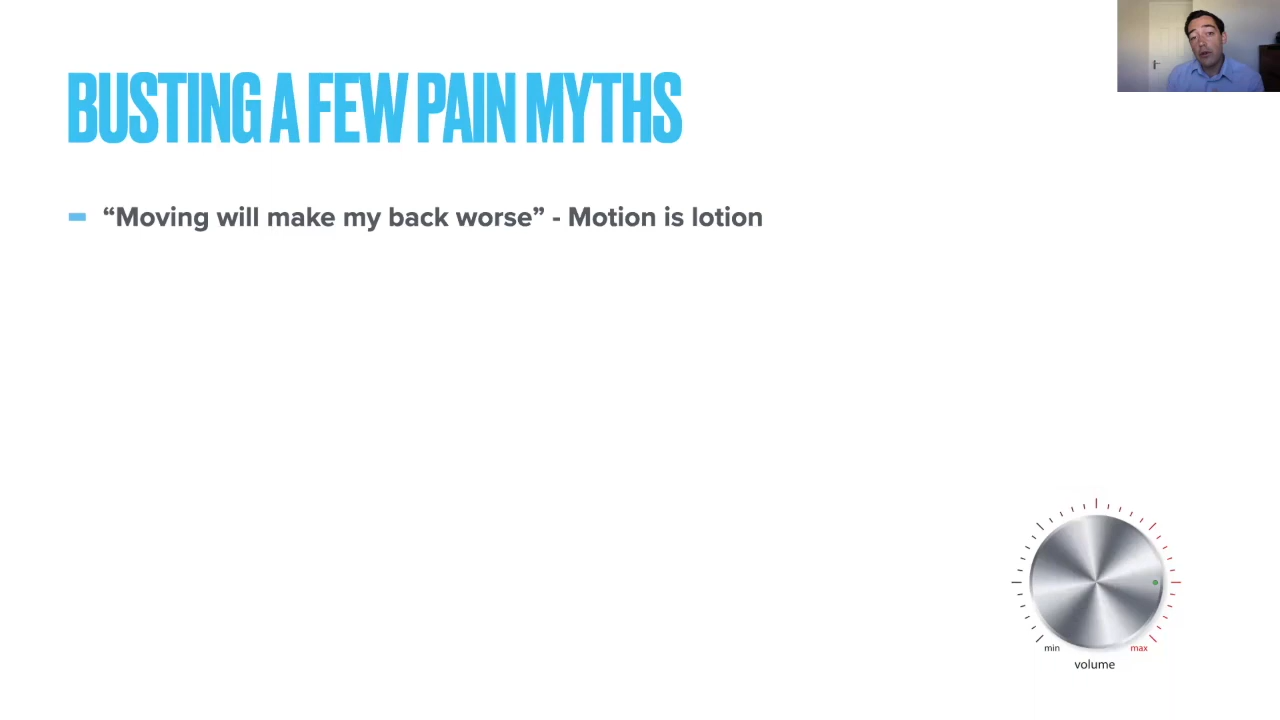 BUSTING A FEW PAIN MYTHS
“Moving will make my back worse” - Motion is lotion
min
max
volume